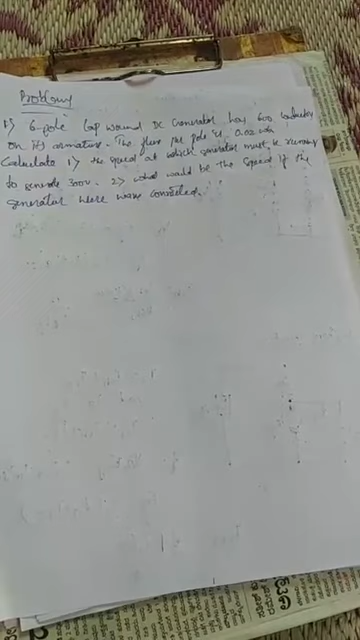 Problems
1) 6-pole lap wound DC Generator has 600 conductors
on its armature. The flux per pole is 0.02 wb
Calculate 1) the speed at which generator must be running
to generate 300v. 2) what would be the speed if the
generator were wave connected.